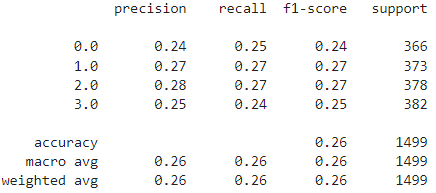 precision recall f1-score support
0.0 0.24 0.25 0.24 366
1.0 0.27 0.27 0.27 373
2.0 0.28 0.27 0.27 378
3.0 0.25 0.24 0.25 382
accuracy 0.26 1499
macro avg 0.26 0.26 0.26 1499
weighted avg 0.26 0.26 0.26 1499